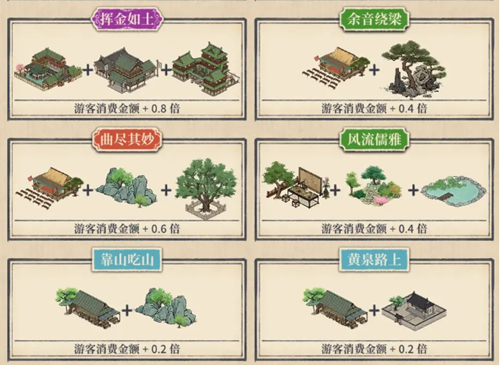 挥金如土
游客消费金额 + 0.8 倍
余音绕梁
游客消费金额 + 0.4 倍
曲尽其妙
游客消费金额 + 0.6 倍
风流儒雅
游客消费金额 + 0.4 倍
靠山吃山
游客消费金额 + 0.2 倍
黄泉路上
游客消费金额 + 0.2 倍